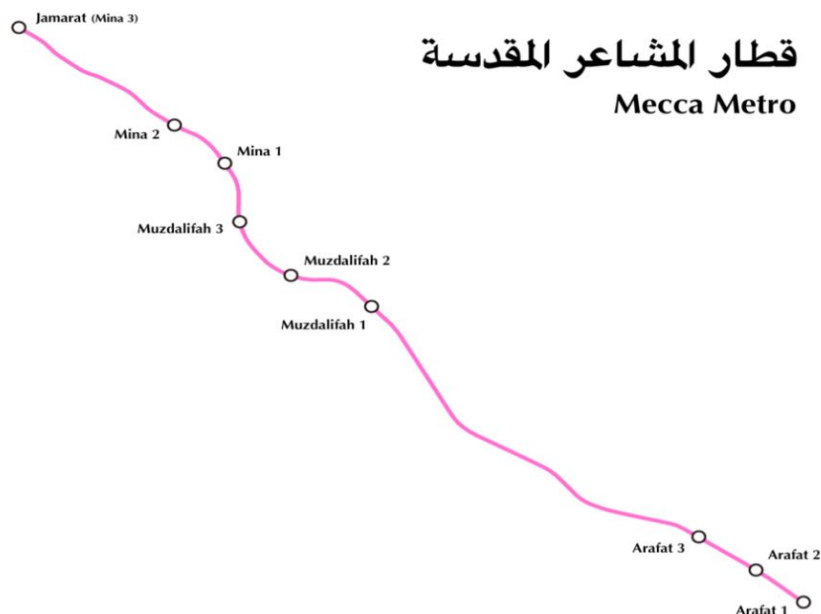 Jamarat (Mina 3)
قطار المشاعر المقدسة
Mecca Metro
Mina 2
Mina 1
Muzdalifah 3
Muzdalifah 2
Muzdalifah 1
Arafat 3
Arafat 2
Arafat 1